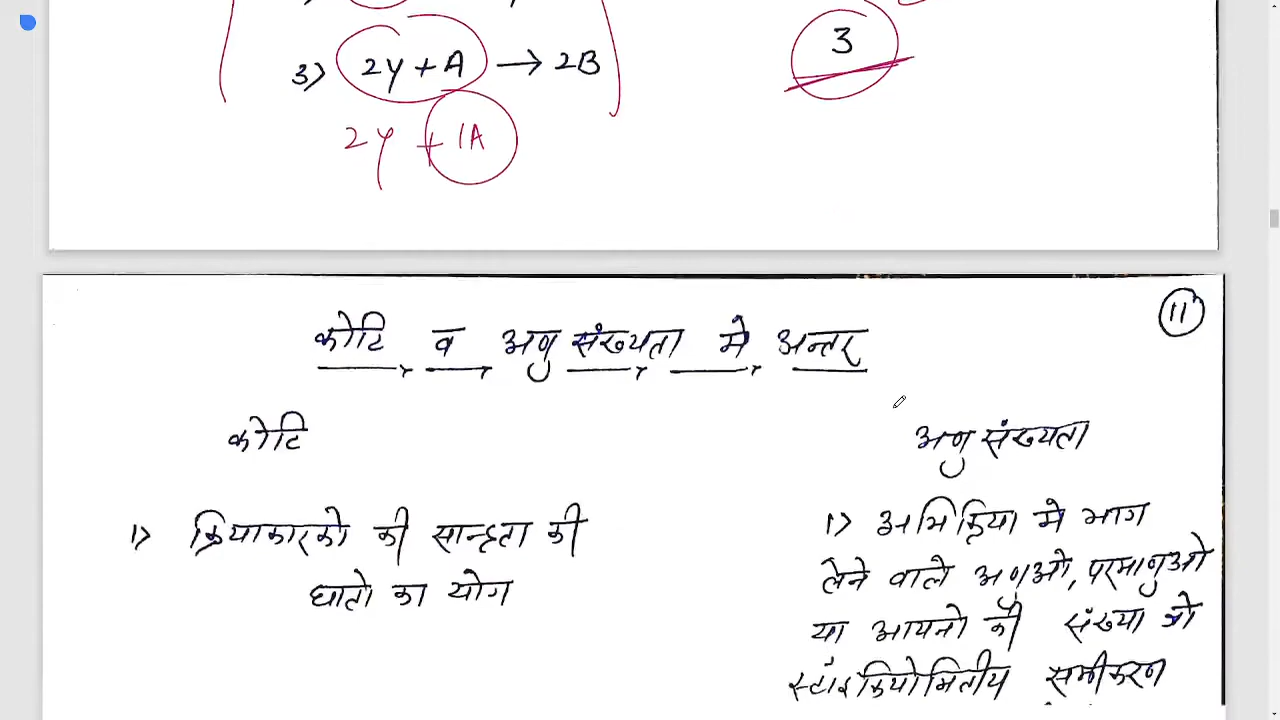 3) 2y + A → 2B
3
2y + 1A
11
कोटि व अणुसंख्यता मे अन्तर
कोटि
अणुसंख्यता
1) क्रियाकारको की सान्द्रता की
घातो का योग
1) अभिक्रिया मे भाग
लेने वाले अणुओ, परमाणुओ
या आयनो की संख्या जो
स्टॉइकियोमितीय समीकरण